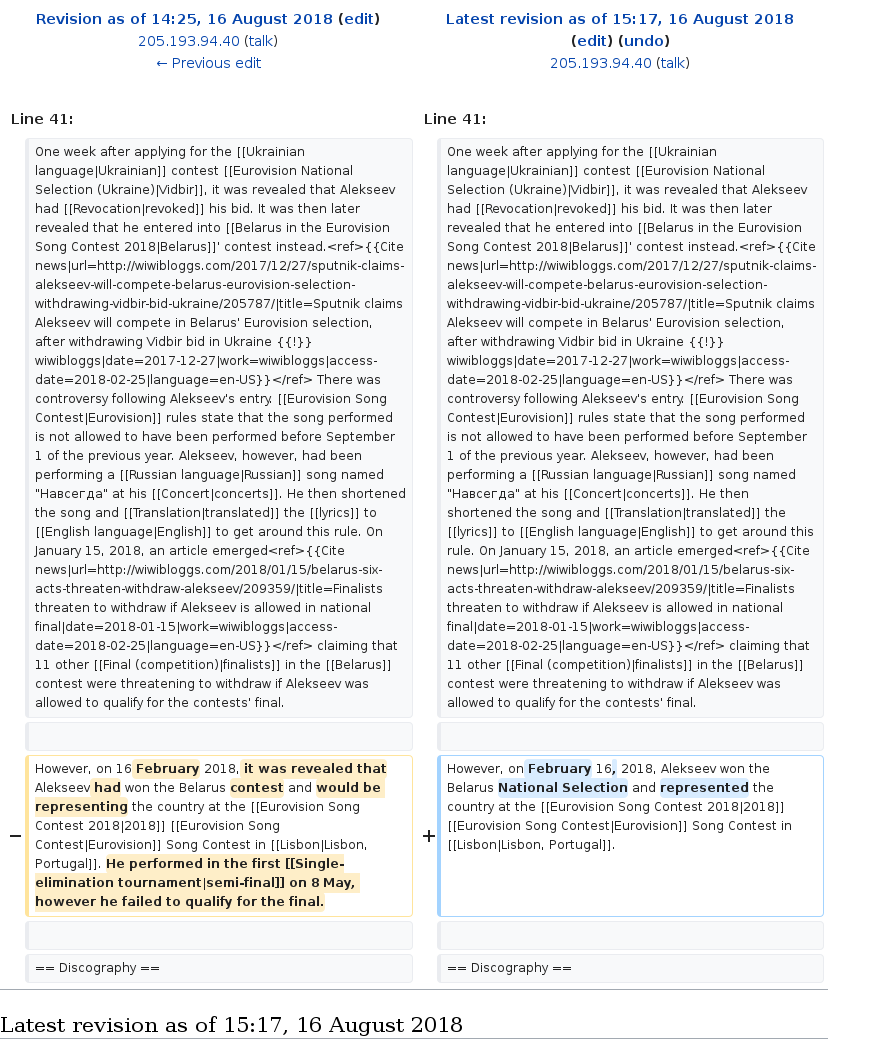 Revision as of 14:25, 16 August 2018 (edit)
205.193.94.40 (talk)
← Previous edit
Latest revision as of 15:17, 16 August 2018
(edit) (undo)
205.193.94.40 (talk)
Line 41:
Line 41:
One week after applying for the [[Ukrainian
language|Ukrainian]] contest [[Eurovision National
Selection (Ukraine)|Vidbir]], it was revealed that Alekseev
had [[Revocation|revoked]] his bid. It was then later
revealed that he entered into [[Belarus in the Eurovision
Song Contest 2018|Belarus]]' contest instead.<ref>{{Cite
news|url=http://wiwibloggs.com/2017/12/27/sputnik-claims-
alekseev-will-compete-belarus-eurovision-selection-
withdrawing-vidbir-bid-ukraine/205787/|title=Sputnik claims
Alekseev will compete in Belarus' Eurovision selection,
after withdrawing Vidbir bid in Ukraine {{!}}
wiwibloggs|date=2017-12-27|work=wiwibloggs|access-
date=2018-02-25|language=en-US}}</ref> There was
controversy following Alekseev's entry. [[Eurovision Song
Contest|Eurovision]] rules state that the song performed
is not allowed to have been performed before September
1 of the previous year. Alekseev, however, had been
performing a [[Russian language|Russian]] song named
"Навсегда" at his [[Concert|concerts]]. He then shortened
the song and [[Translation|translated]] the [[lyrics]] to
[[English language|English]] to get around this rule. On
January 15, 2018, an article emerged<ref>{{Cite
news|url=http://wiwibloggs.com/2018/01/15/belarus-six-
acts-threaten-withdraw-alekseev/209359/|title=Finalists
threaten to withdraw if Alekseev is allowed in national
final|date=2018-01-15|work=wiwibloggs|access-
date=2018-02-25|language=en-US}}</ref> claiming that
11 other [[Final (competition)|finalists]] in the [[Belarus]]
contest were threatening to withdraw if Alekseev was
allowed to qualify for the contests' final.
One week after applying for the [[Ukrainian
language|Ukrainian]] contest [[Eurovision National
Selection (Ukraine)|Vidbir]], it was revealed that Alekseev
had [[Revocation|revoked]] his bid. It was then later
revealed that he entered into [[Belarus in the Eurovision
Song Contest 2018|Belarus]]' contest instead.<ref>{{Cite
news|url=http://wiwibloggs.com/2017/12/27/sputnik-claims-
alekseev-will-compete-belarus-eurovision-selection-
withdrawing-vidbir-bid-ukraine/205787/|title=Sputnik claims
Alekseev will compete in Belarus' Eurovision selection,
after withdrawing Vidbir bid in Ukraine {{!}}
wiwibloggs|date=2017-12-27|work=wiwibloggs|access-
date=2018-02-25|language=en-US}}</ref> There was
controversy following Alekseev's entry. [[Eurovision Song
Contest|Eurovision]] rules state that the song performed
is not allowed to have been performed before September
1 of the previous year. Alekseev, however, had been
performing a [[Russian language|Russian]] song named
"Навсегда" at his [[Concert|concerts]]. He then
shortened the song and [[Translation|translated]] the
[[lyrics]] to [[English language|English]] to get around this
rule. On January 15, 2018, an article emerged<ref>{{Cite
news|url=http://wiwibloggs.com/2018/01/15/belarus-six-
acts-threaten-withdraw-alekseev/209359/|title=Finalists
threaten to withdraw if Alekseev is allowed in national
final|date=2018-01-15|work=wiwibloggs|access-
date=2018-02-25|language=en-US}}</ref> claiming that
11 other [[Final (competition)|finalists]] in the [[Belarus]]
contest were threatening to withdraw if Alekseev was
allowed to qualify for the contests' final.
−
However, on 16 February 2018, it was revealed that
Alekseev had won the Belarus contest and would be
representing the country at the [[Eurovision Song
Contest 2018|2018]] [[Eurovision Song
Contest|Eurovision]] Song Contest in [[Lisbon|Lisbon,
Portugal]]. He performed in the first [[Single-
elimination tournament|semi-final]] on 8 May,
however he failed to qualify for the final.
+
However, on February 16, 2018, Alekseev won the
Belarus National Selection and represented the
country at the [[Eurovision Song Contest 2018|2018]]
[[Eurovision Song Contest|Eurovision]] Song Contest in
[[Lisbon|Lisbon, Portugal]].
== Discography ==
== Discography ==
Latest revision as of 15:17, 16 August 2018